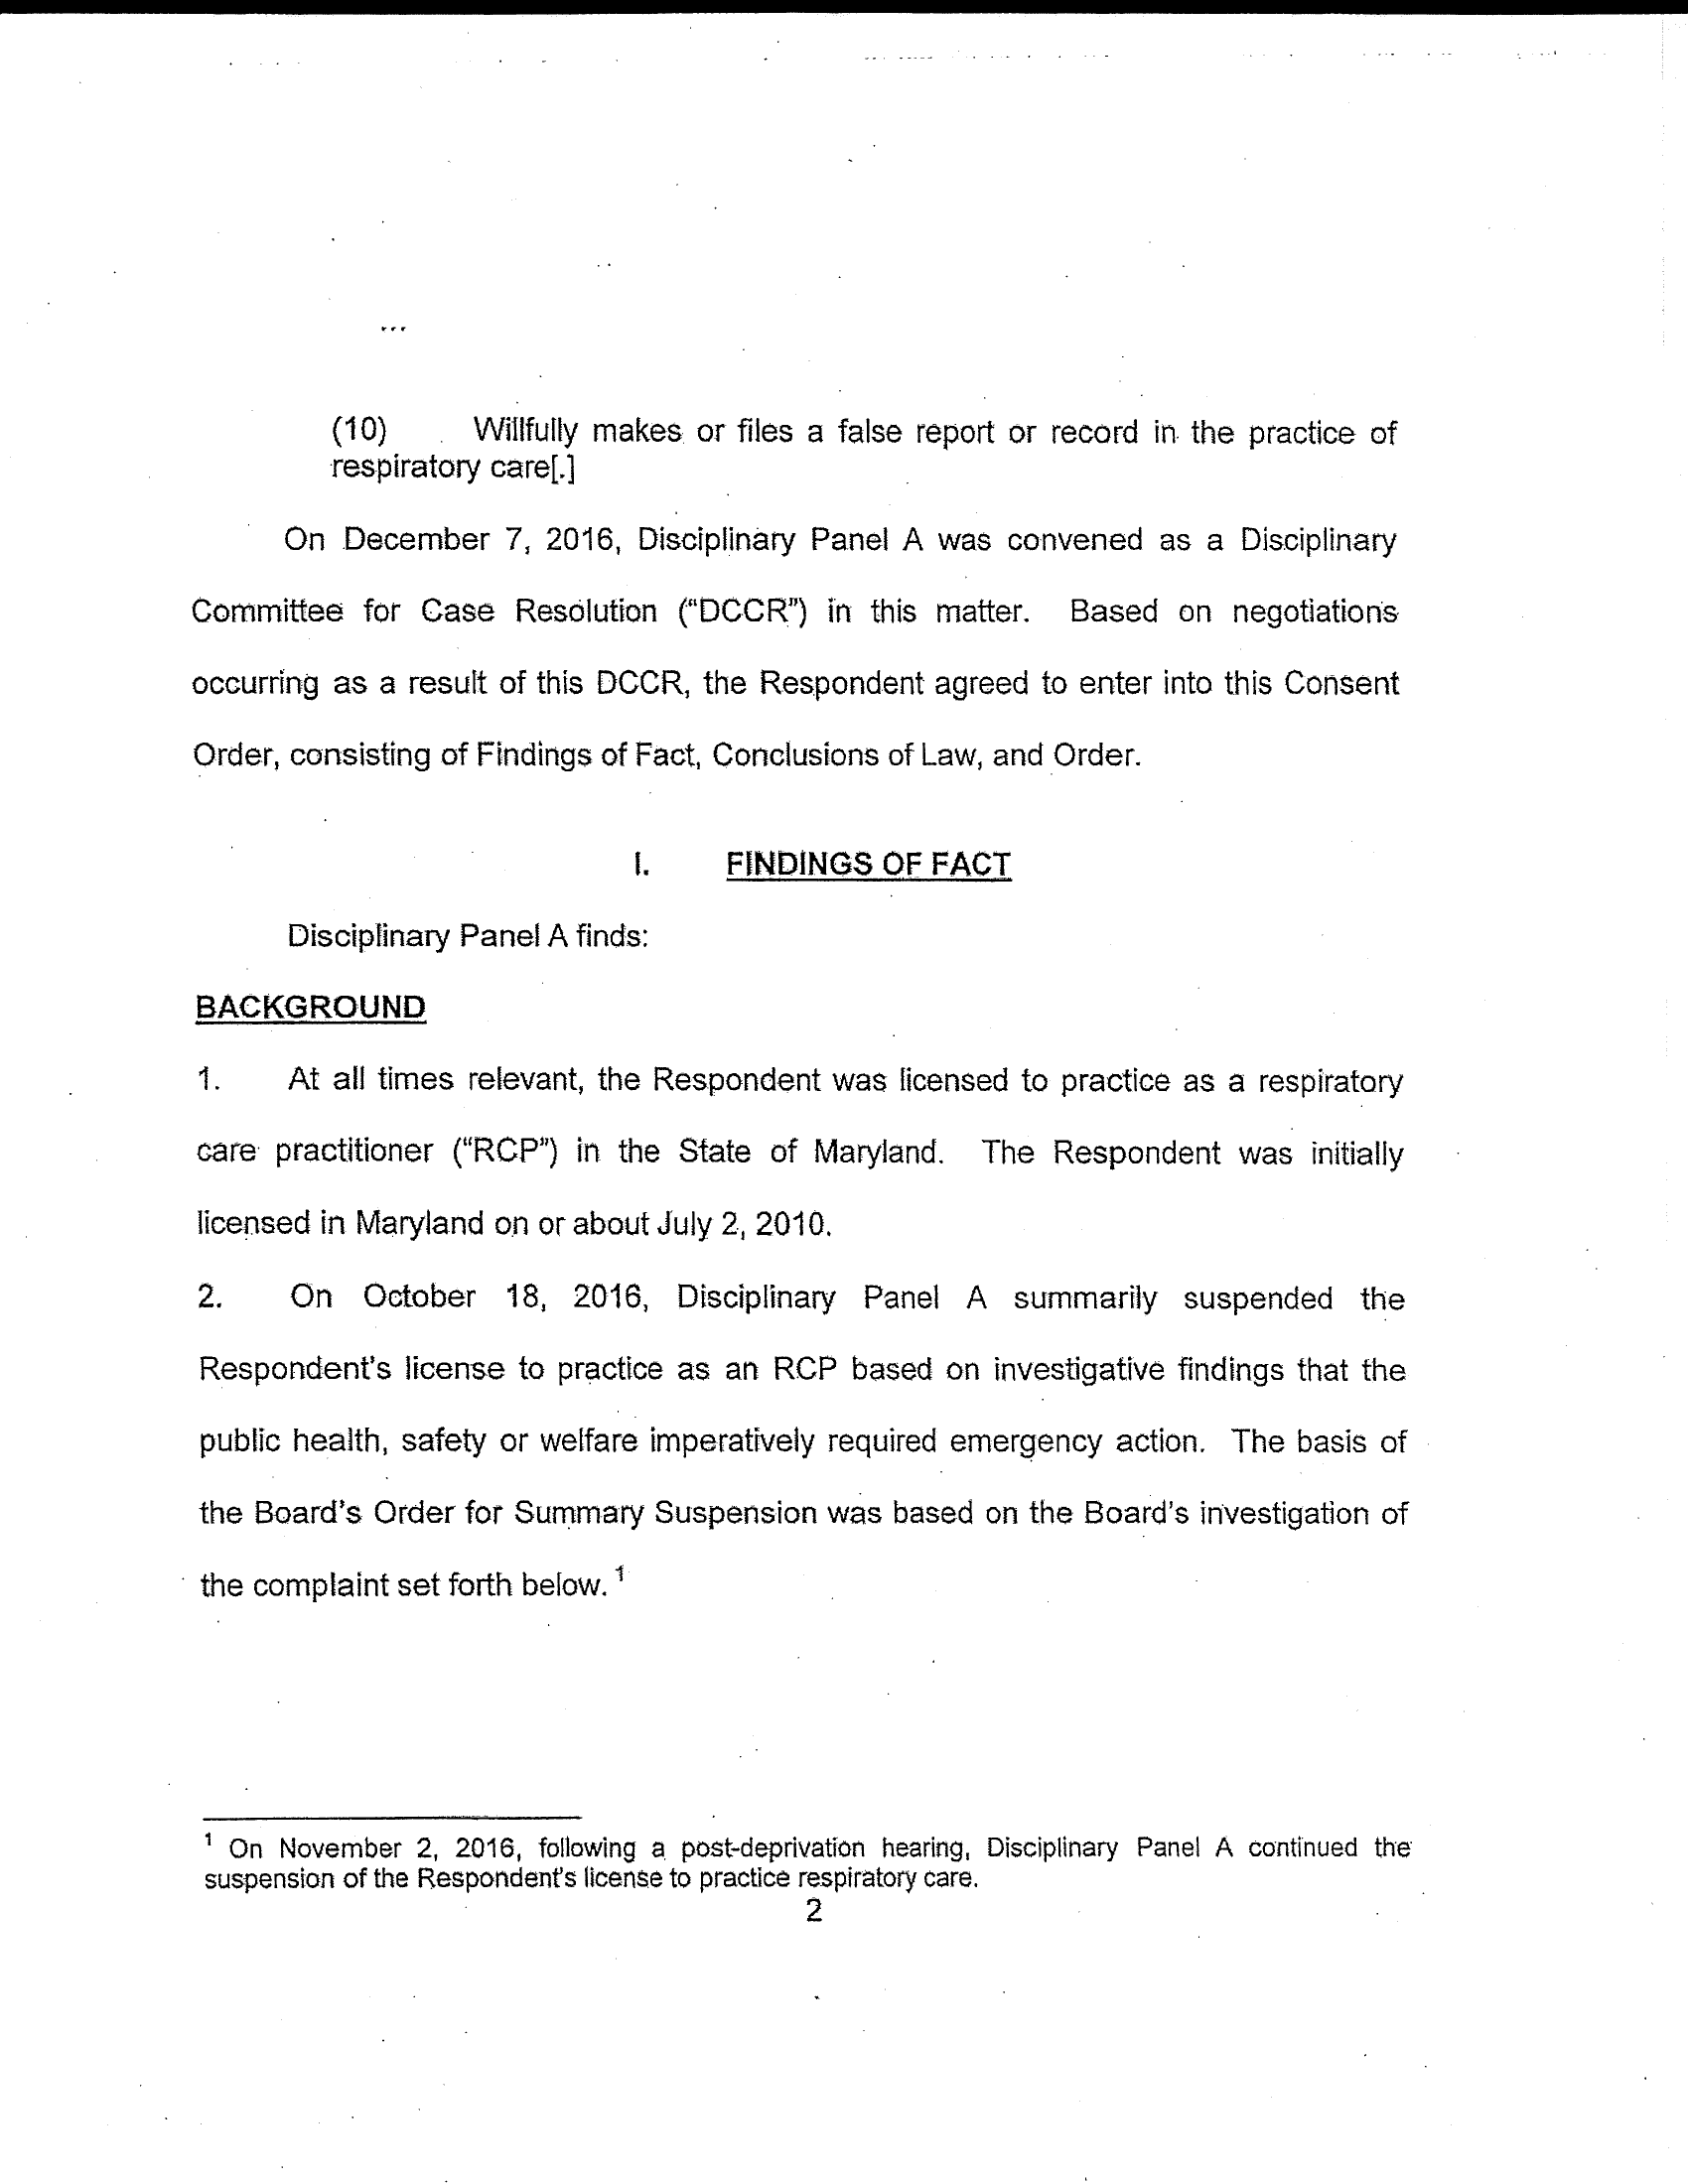 ...
(10) Willfully makes or files a false report or record in the practice of
respiratory care[.]
On December 7, 2016, Disciplinary Panel A was convened as a Disciplinary
Committee for Case Resolution (“DCCR”) in this matter. Based on negotiations
occurring as a result of this DCCR, the Respondent agreed to enter into this Consent
Order, consisting of Findings of Fact, Conclusions of Law, and Order.
I. FINDINGS OF FACT
Disciplinary Panel A finds:
BACKGROUND
1. At all times relevant, the Respondent was licensed to practice as a respiratory
care practitioner (“RCP”) in the State of Maryland. The Respondent was initially
licensed in Maryland on or about July 2, 2010.
2. On October 18, 2016, Disciplinary Panel A summarily suspended the
Respondent's license to practice as an RCP based on investigative findings that the
public health, safety or welfare imperatively required emergency action. The basis of
the Board's Order for Summary Suspension was based on the Board's investigation of
the complaint set forth below. 1
1 On November 2, 2016, following a post-deprivation hearing, Disciplinary Panel A continued the
suspension of the Respondent's license to practice respiratory care.
2